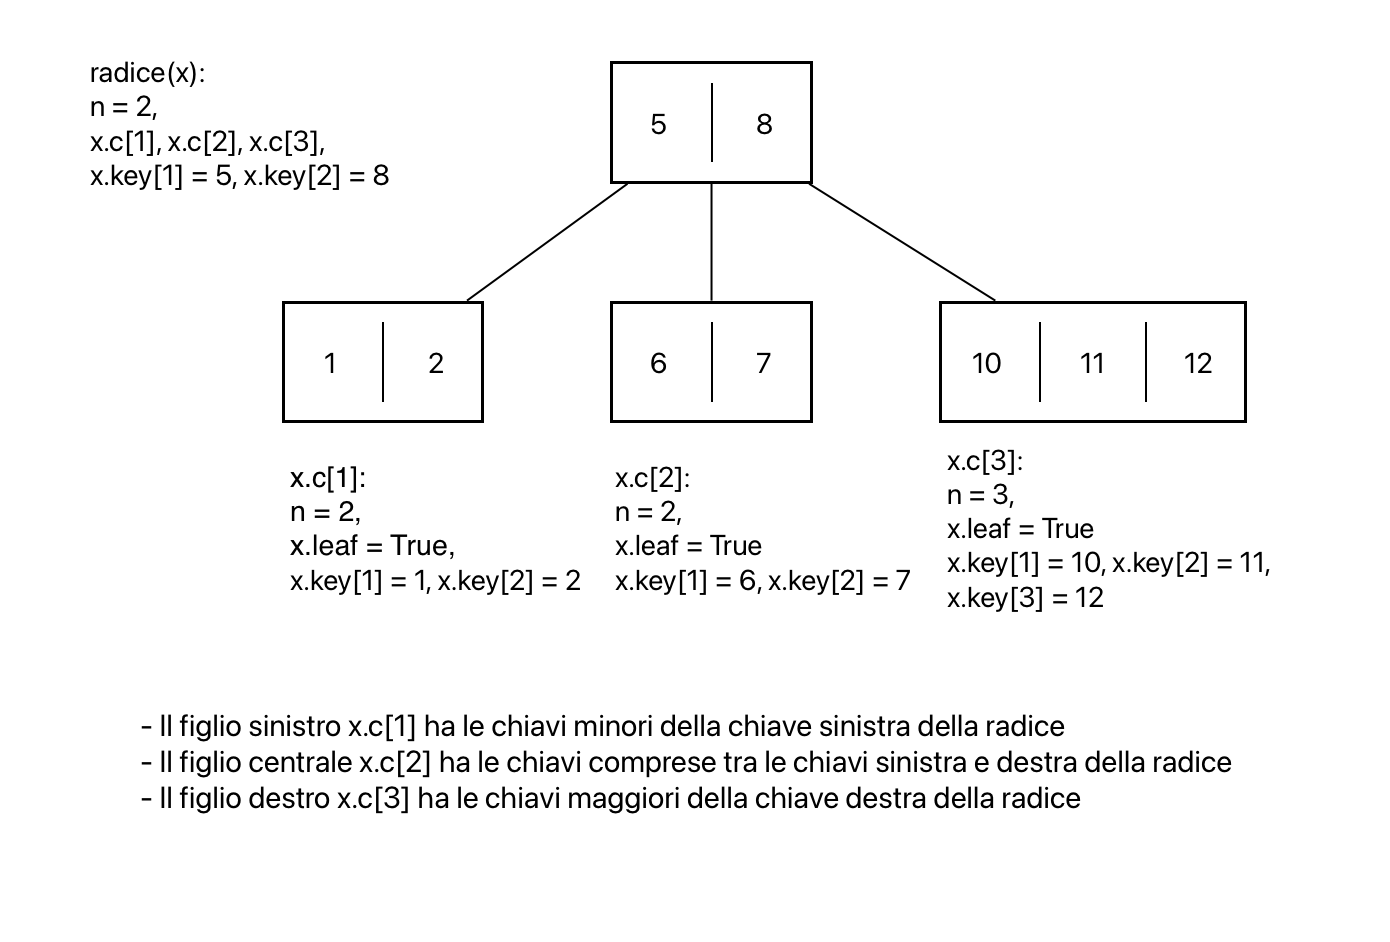 radice(x):
n = 2,
x.c[1], x.c[2], x.c[3],
x.key[1] = 5, x.key[2] = 8
5 8
1 2
6 7
10 11 12
x.c[1]:
n = 2,
x.leaf = True,
x.key[1] = 1, x.key[2] = 2
x.c[2]:
n = 2,
x.leaf = True
x.key[1] = 6, x.key[2] = 7
x.c[3]:
n = 3,
x.leaf = True
x.key[1] = 10, x.key[2] = 11,
x.key[3] = 12
- Il figlio sinistro x.c[1] ha le chiavi minori della chiave sinistra della radice
- Il figlio centrale x.c[2] ha le chiavi comprese tra le chiavi sinistra e destra della radice
- Il figlio destro x.c[3] ha le chiavi maggiori della chiave destra della radice